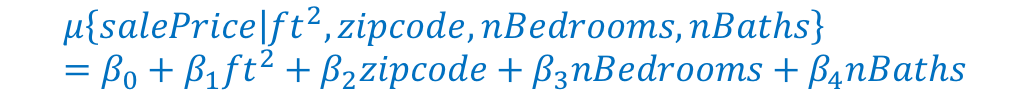 μ{salePrice|ft², zipcode, nBedrooms, nBaths}
= β₀ + β₁ft² + β₂zipcode + β₃nBedrooms + β₄nBaths